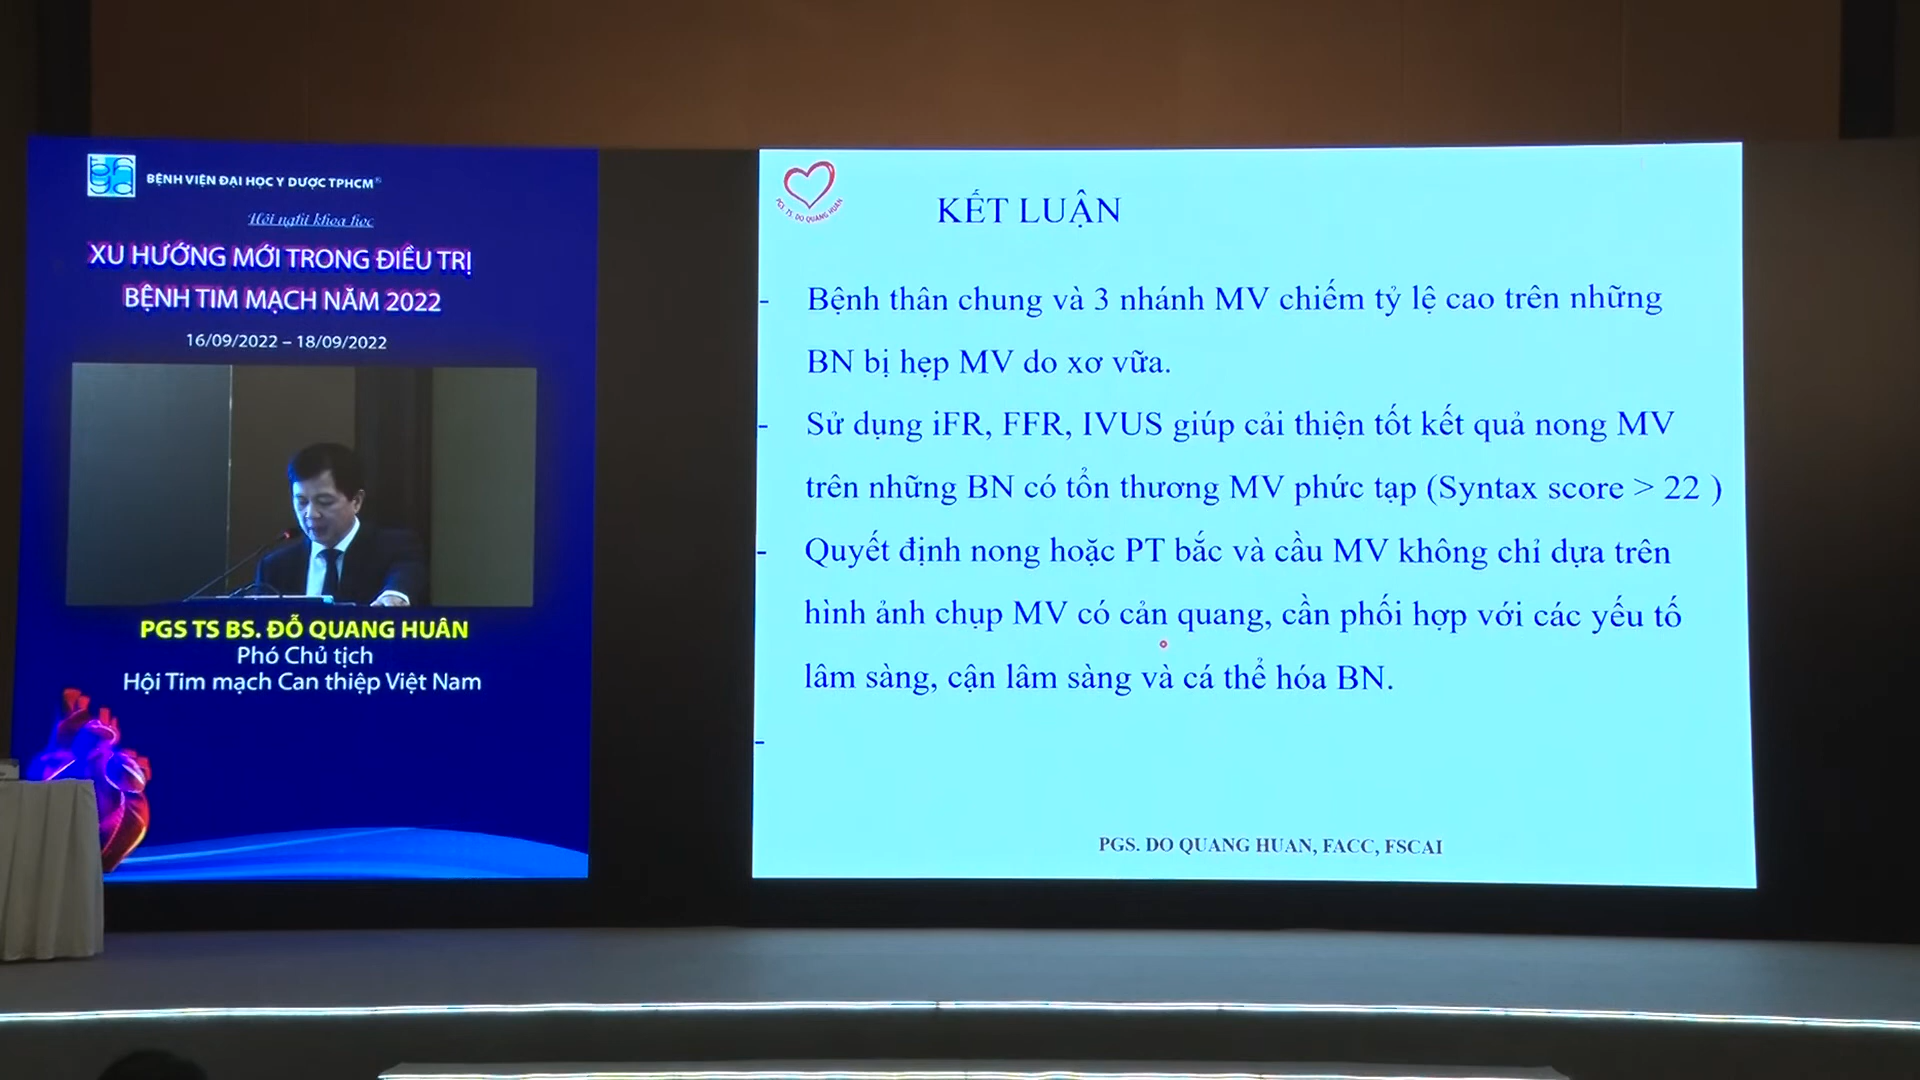 BỆNH VIỆN ĐẠI HỌC Y DƯỢC TPHCM®
Hội nghị khoa học
XU HƯỚNG MỚI TRONG ĐIỀU TRỊ
BỆNH TIM MẠCH NĂM 2022
16/09/2022 – 18/09/2022
PGS TS BS. ĐỖ QUANG HUÂN
Phó Chủ tịch
Hội Tim mạch Can thiệp Việt Nam
PGS. TS. DO QUANG HUAN
KẾT LUẬN
- Bệnh thân chung và 3 nhánh MV chiếm tỷ lệ cao trên những
BN bị hẹp MV do xơ vữa.
- Sử dụng iFR, FFR, IVUS giúp cải thiện tốt kết quả nong MV
trên những BN có tổn thương MV phức tạp (Syntax score > 22 )
- Quyết định nong hoặc PT bắc và cầu MV không chỉ dựa trên
hình ảnh chụp MV có cản quang, cần phối hợp với các yếu tố
lâm sàng, cận lâm sàng và cá thể hóa BN.
-
PGS. DO QUANG HUAN, FACC, FSCAI